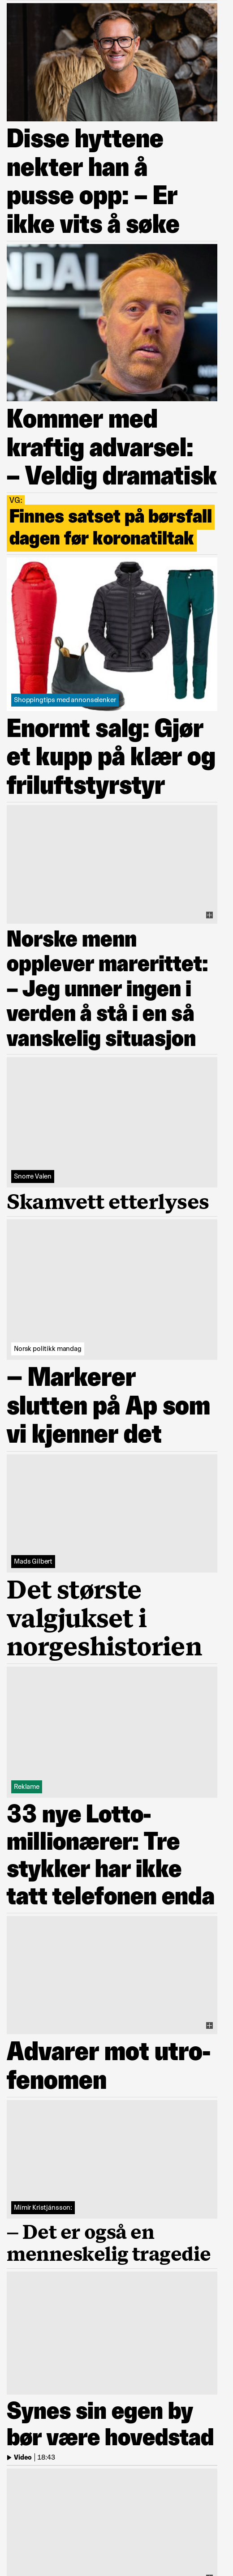 Disse hyttene
nekter han å
pusse opp: – Er
ikke vits å søke
NDAL
Kommer med
kraftig advarsel:
– Veldig dramatisk
VG:
Finnes satset på børsfall
dagen før koronatiltak
Shoppingtips med annonselenker
Enormt salg: Gjør
et kupp på klær og
friluftstyrstyr
Norske menn
opplever marerittet:
– Jeg unner ingen i
verden å stå i en så
vanskelig situasjon
Snorre Valen
Skamvett etterlyses
Norsk politikk mandag
– Markerer
slutten på Ap som
vi kjenner det
Mads Gilbert
Det største
valgjukset i
norgeshistorien
Reklame
33 nye Lotto-
millionærer: Tre
stykker har ikke
tatt telefonen enda
Advarer mot utro-
fenomen
Mimir Kristjánsson:
– Det er også en
menneskelig tragedie
Synes sin egen by
bør være hovedstad
Video | 18:43